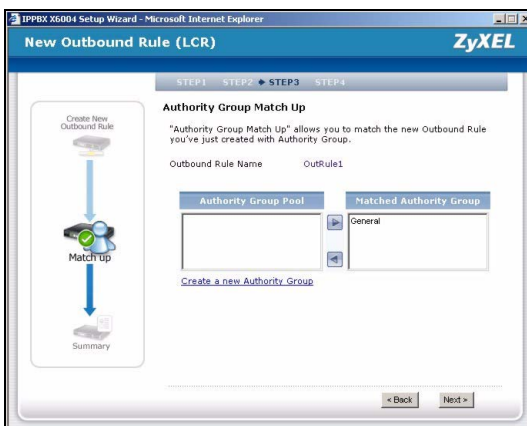 IPPBX X6004 Setup Wizard - Microsoft Internet Explorer
New Outbound Rule (LCR)
ZyXEL
STEP1 STEP2 STEP3 STEP4
Create New
Outbound Rule
Match up
Summary
Authority Group Match Up
"Authority Group Match Up" allows you to match the new Outbound Rule
you've just created with Authority Group.
Outbound Rule Name OutRule1
Authority Group Pool
Matched Authority Group
General
Create a new Authority Group
< Back Next >